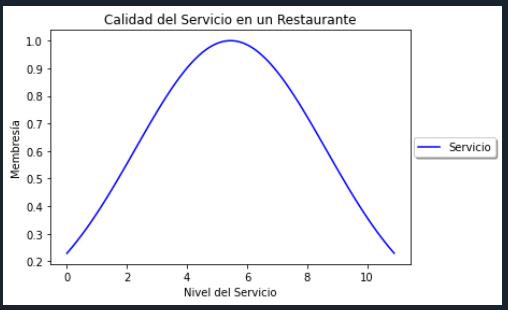 Calidad del Servicio en un Restaurante
1.0
0.9
0.8
0.7
0.6
0.5
0.4
0.3
0.2
Membresía
0 2 4 6 8 10
Nivel del Servicio
Servicio